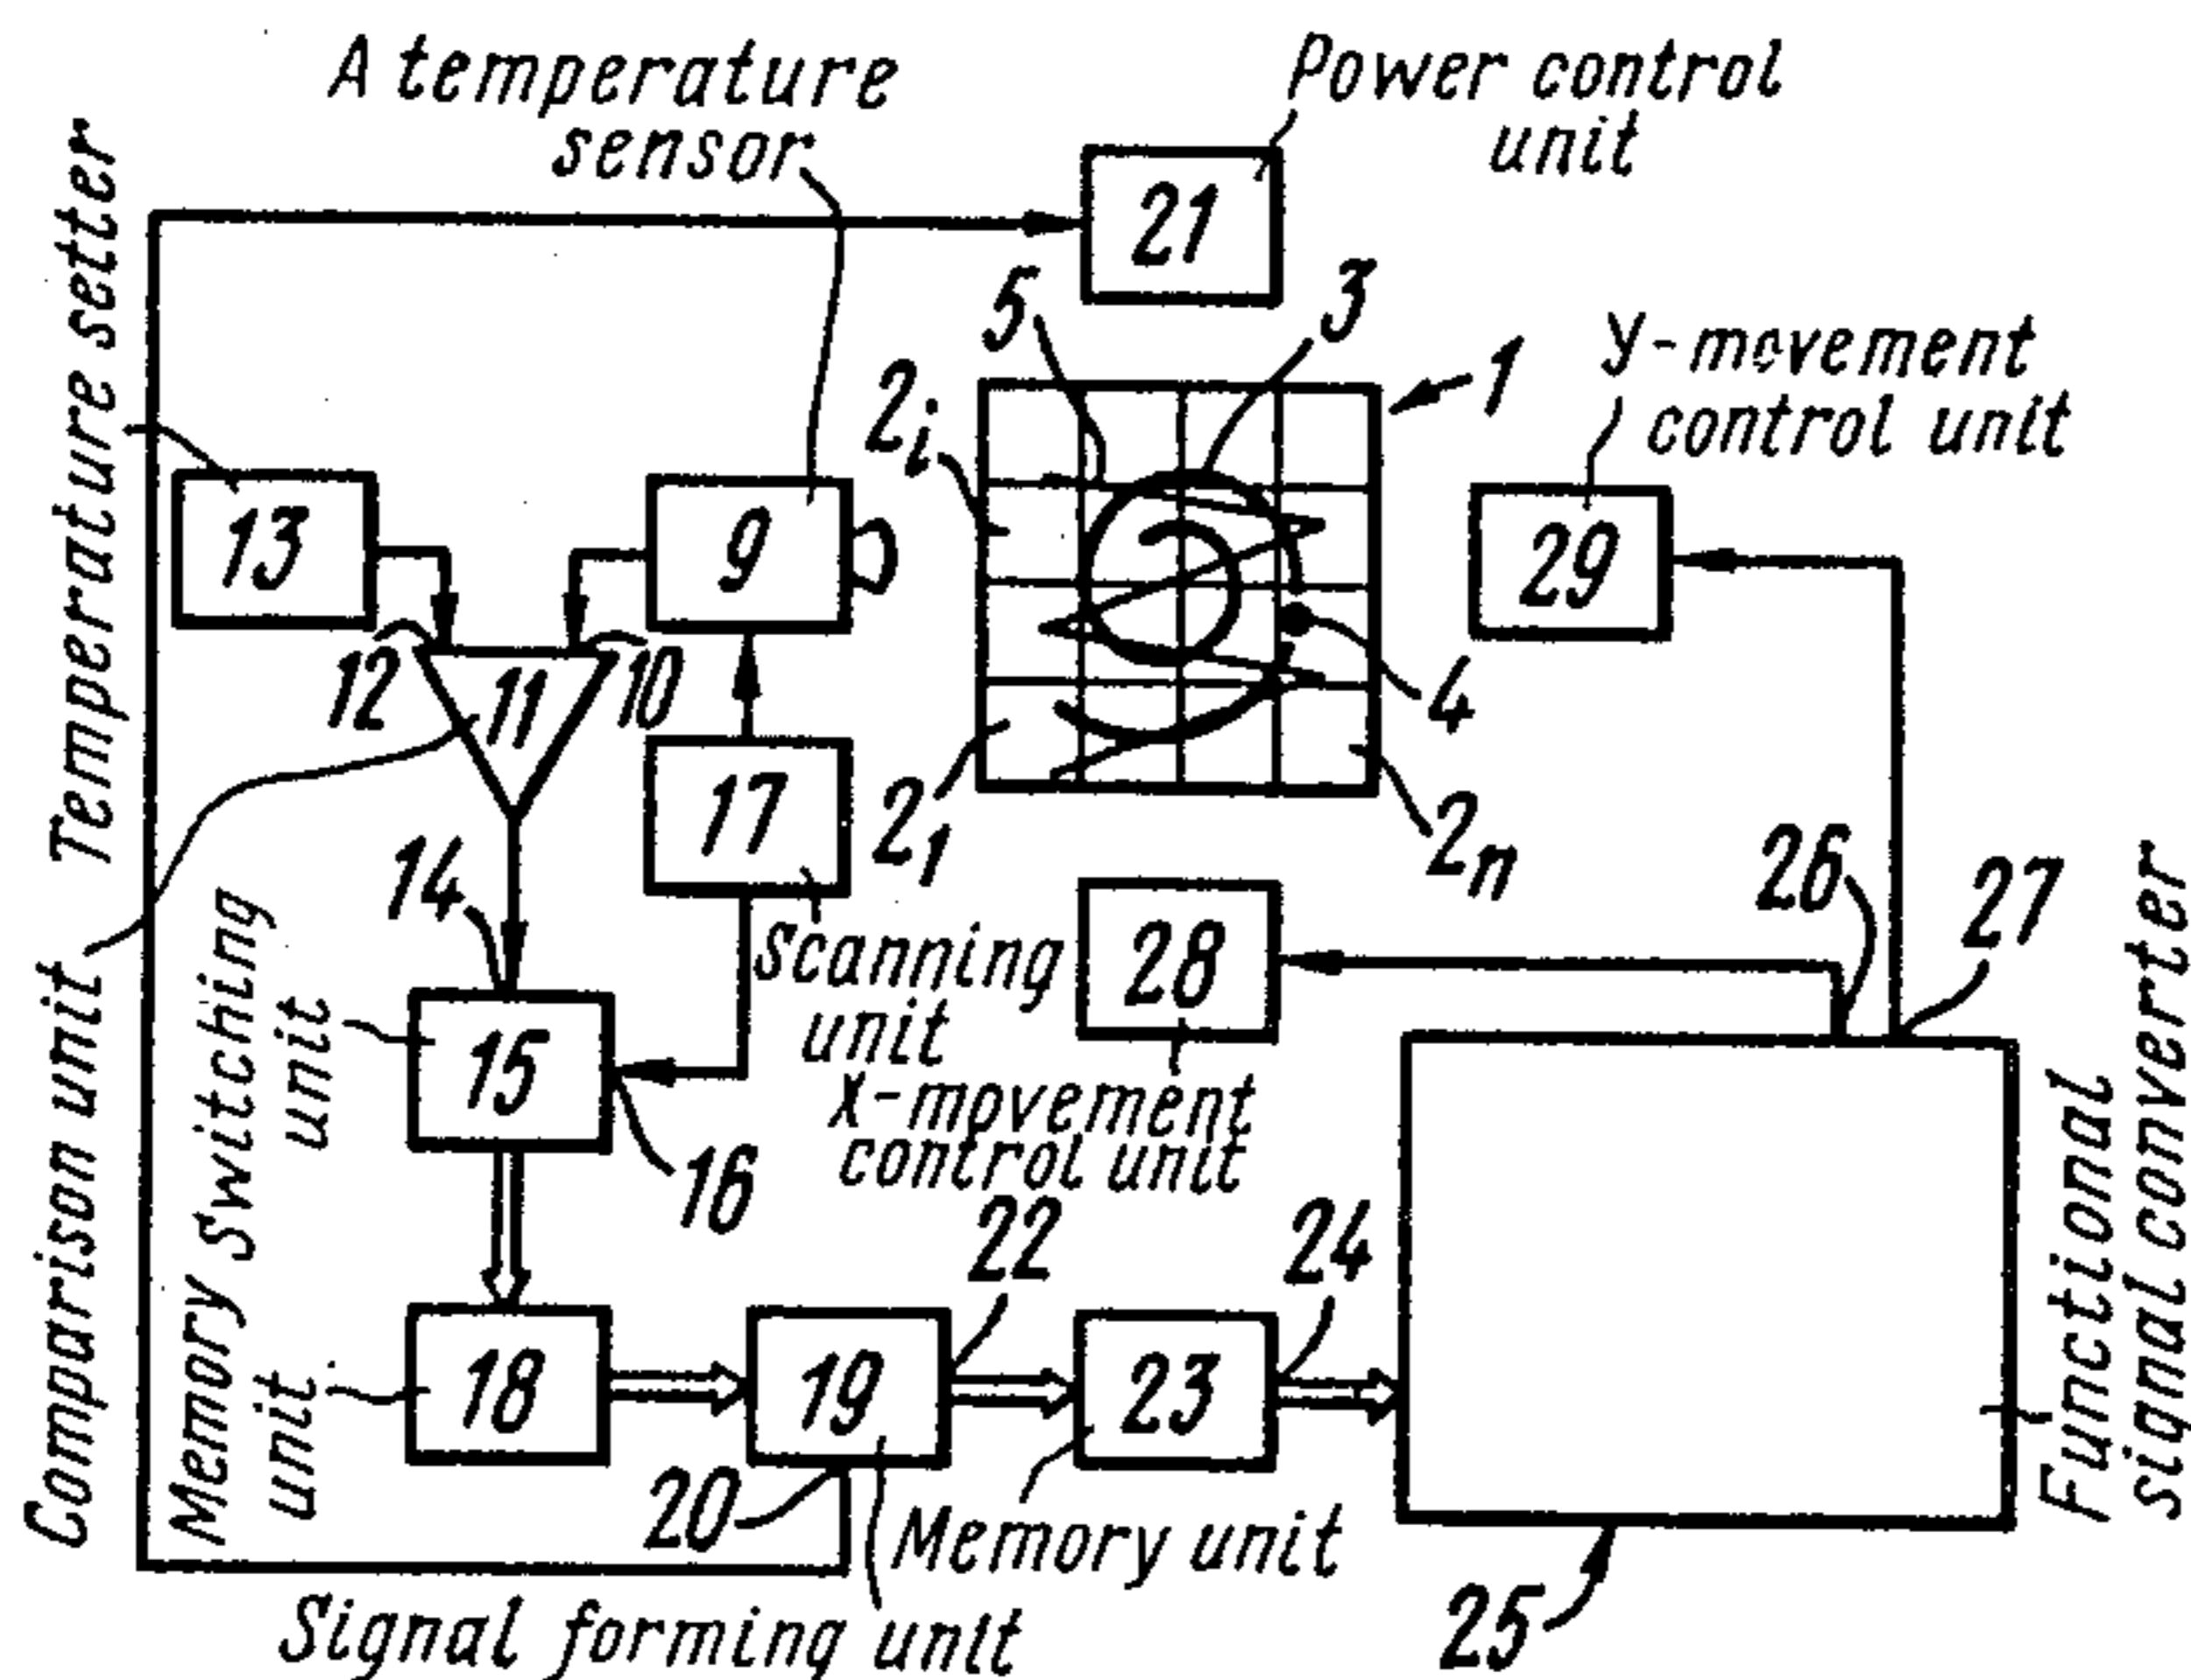 A temperature
sensor
Power control
unit
21
Temperature setter
5
3
1
Y-movement
control unit
2i
13
9
29
12
11
10
4
17
21
2n
14
26
27
Comparison unit
Switching
unit
Scanning
unit
28
15
X-movement
control unit
16
Functional
signal converter
22
24
Memory
unit
18
19
23
20
Memory unit
25
Signal forming unit